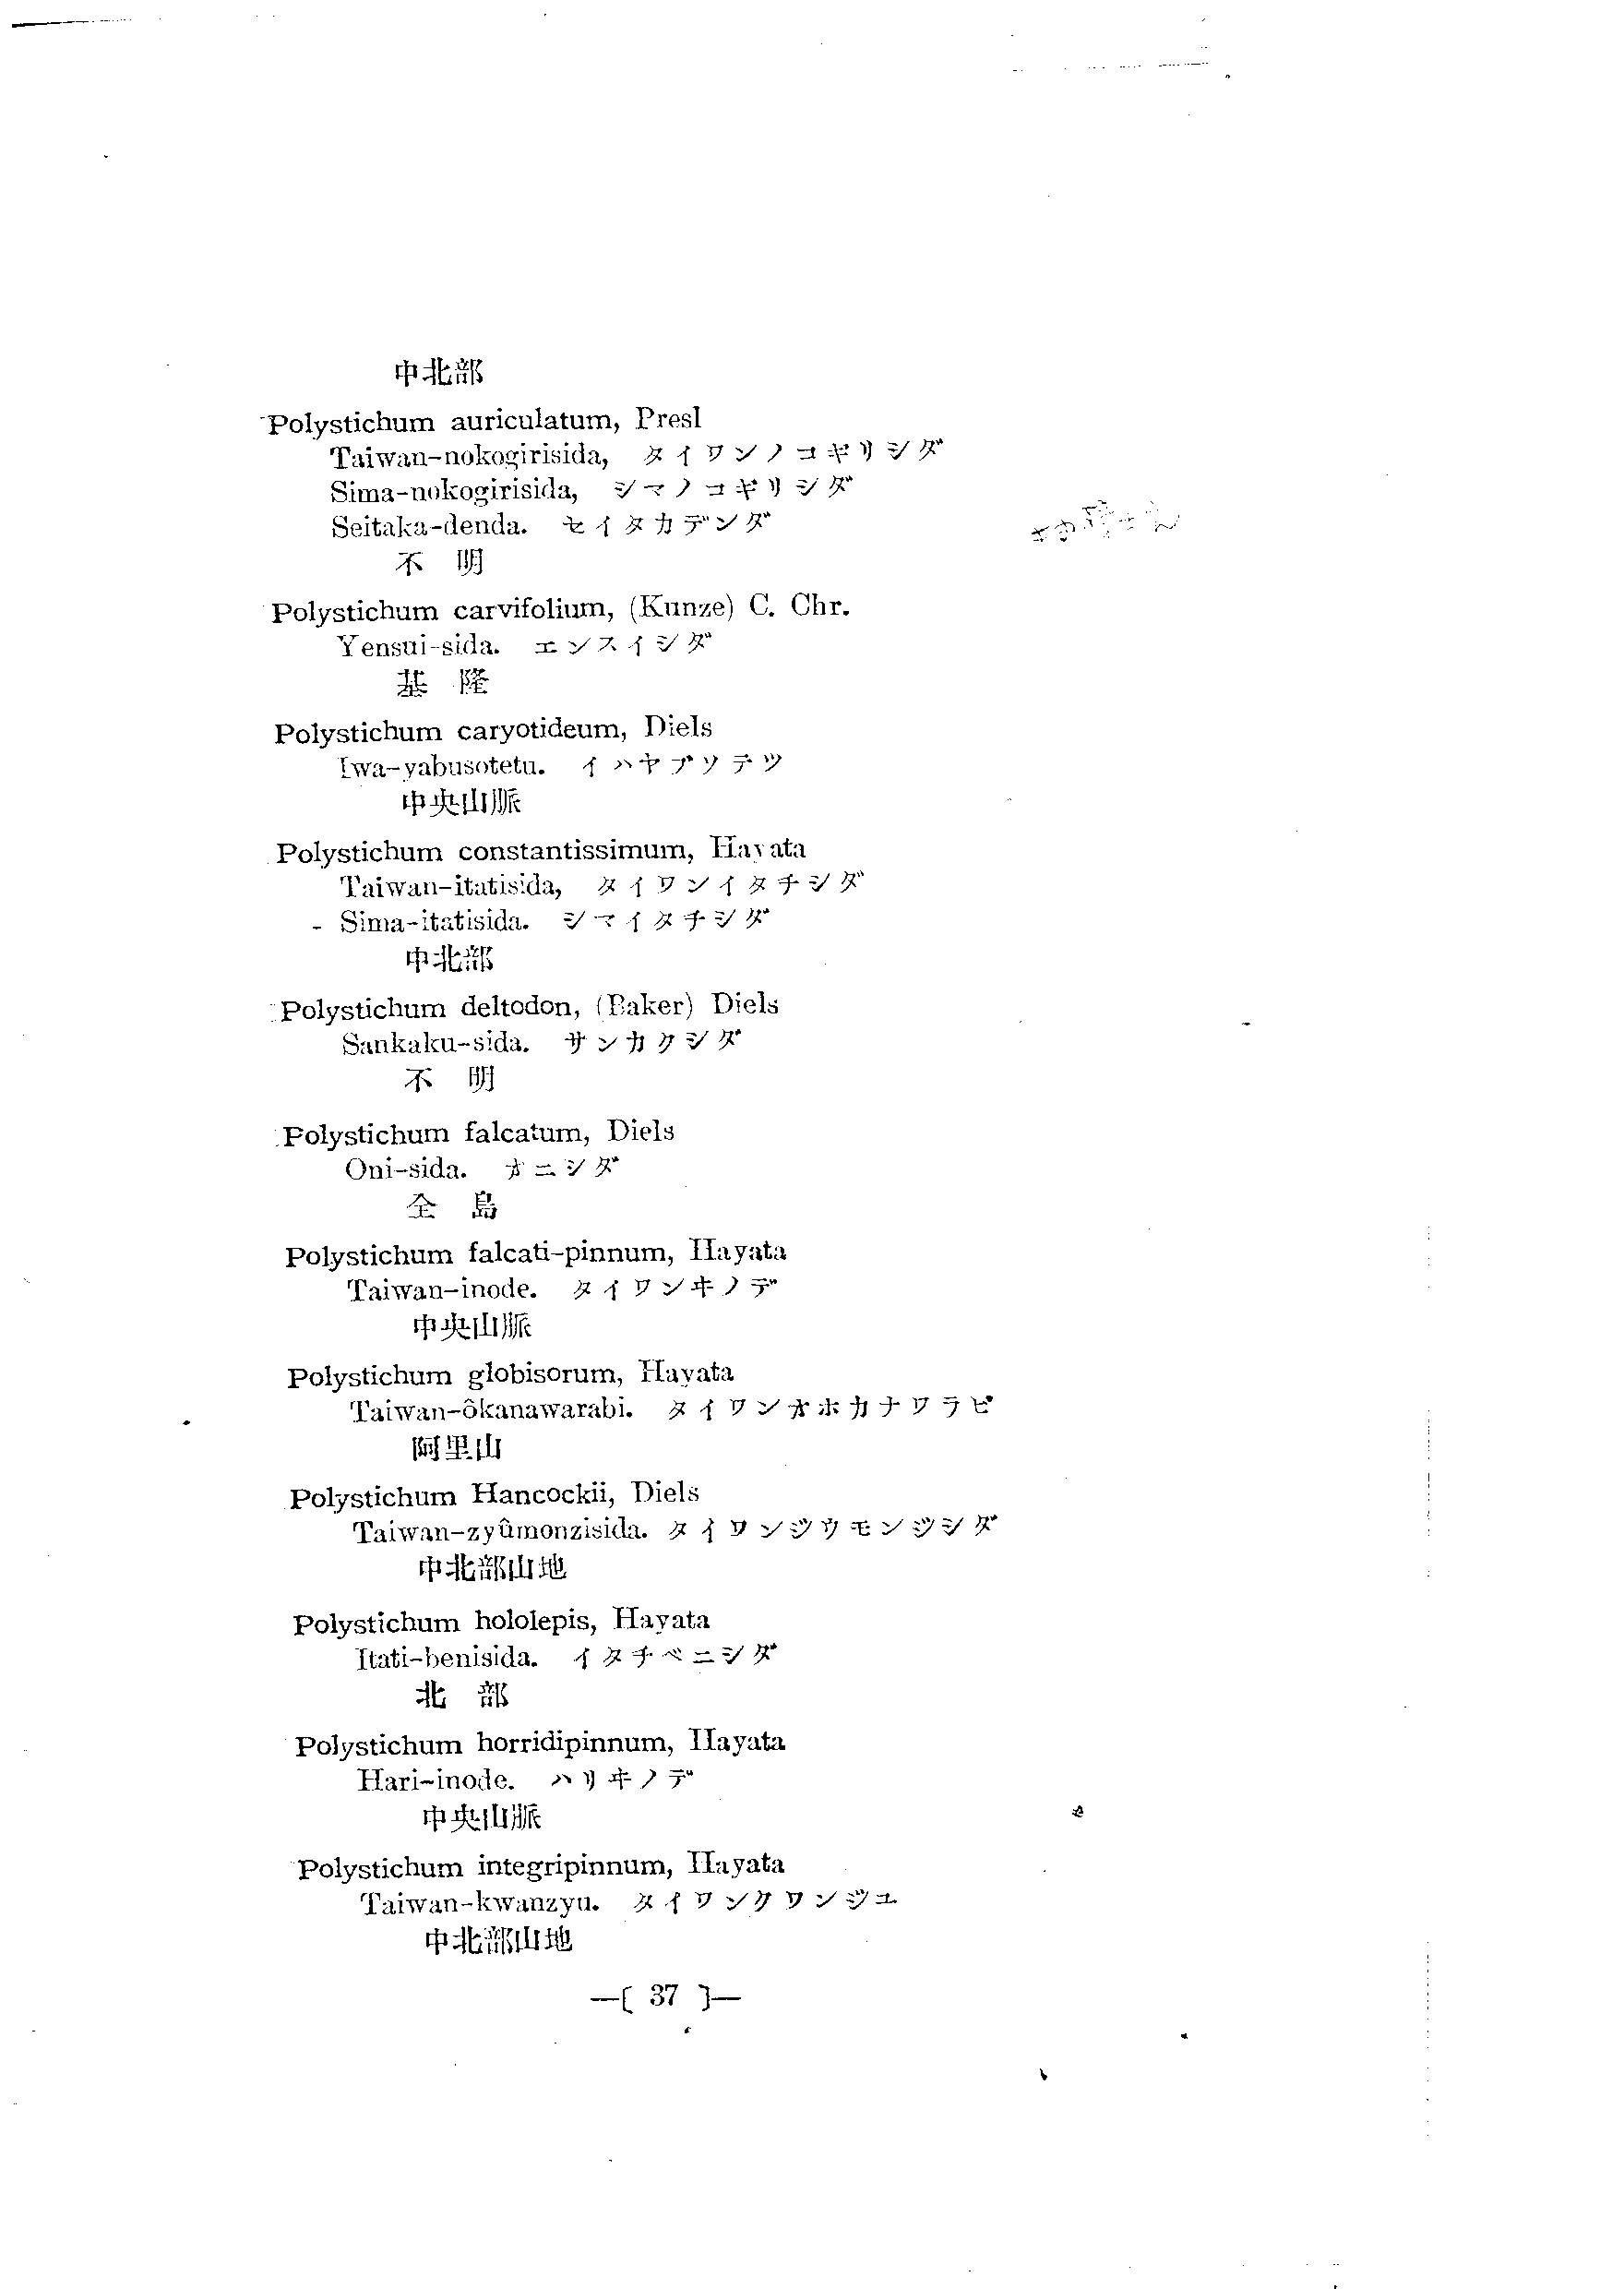 中北部
Polystichum auriculatum, Presl
Taiwan-nokogirisida, タイワンノコギリシダ
Sima-nokogirisida, シマノコギリシダ
Seitaka-denda. セイタカデンダ
不 明
Polystichum carvifolium, (Kunze) C. Chr.
Yensui-sida. エンスイシダ
基 隆
Polystichum caryotideum, Diels
Iwa-yabusotetu. イハヤブソテツ
中央山脈
Polystichum constantissimum, Hayata
Taiwan-itatisida, タイワンイタチシダ
Sima-itatisida. シマイタチシダ
中北部
Polystichum deltodon, (Baker) Diels
Sankaku-sida. サンカクシダ
不 明
Polystichum falcatum, Diels
Oni-sida. オニシダ
全 島
Polystichum falcati-pinnum, Hayata
Taiwan-inode. タイワンヰノデ
中央山脈
Polystichum globisorum, Hayata
Taiwan-ôkanawarabi. タイワンオホカナワラビ
阿里山
Polystichum Hancockii, Diels
Taiwan-zyûmonzisida. タイワンジウモンジシダ
中北部山地
Polystichum hololepis, Hayata
Itati-benisida. イタチベニシダ
北 部
Polystichum horridipinnum, Hayata
Hari-inode. ハリヰノデ
中央山脈
Polystichum integripinnum, Hayata
Taiwan-kwanzyu. タイワンクワンジユ
中北部山地
—[ 37 ]—